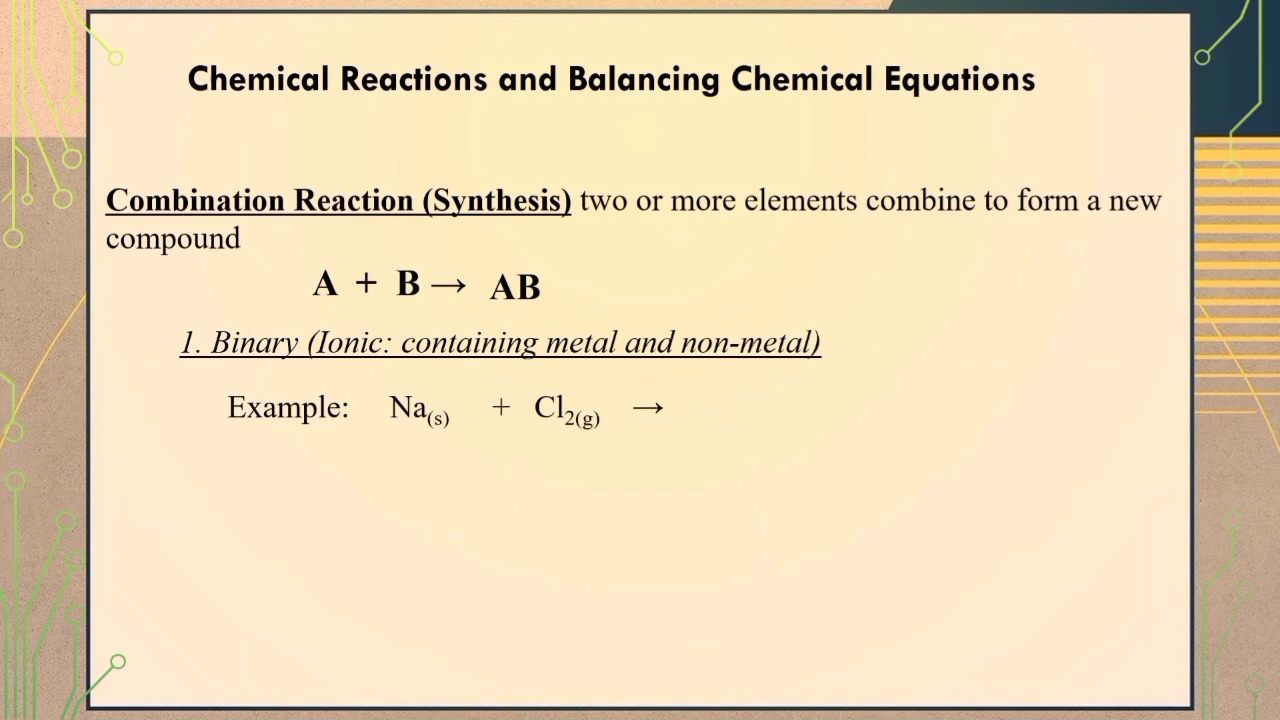 Chemical Reactions and Balancing Chemical Equations
Combination Reaction (Synthesis) two or more elements combine to form a new
compound
A + B → AB
1. Binary (Ionic: containing metal and non-metal)
Example: Na(s) + Cl2(g) →